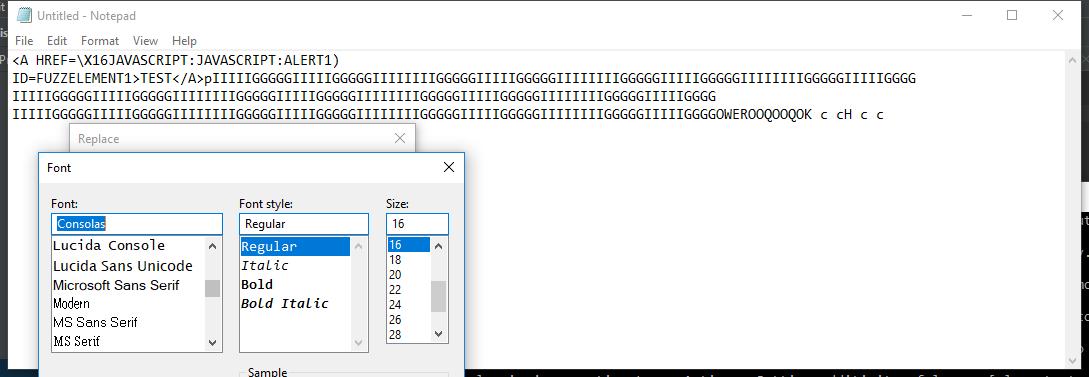 Untitled - Notepad
File Edit Format View Help
<A HREF=\X16JAVASCRIPT:JAVASCRIPT:ALERT1)
ID=FUZZELEMENT1>TEST</A>pIIIIIGGGGGIIIIIGGGGGIIIIIIIIGGGGGIIIIIGGGGGIIIIIIIIGGGGGIIIIIGGGGGIIIIIIIIGGGGGIIIIIGGGG
IIIIIGGGGGIIIIIGGGGGIIIIIIIIGGGGGIIIIIGGGGGIIIIIIIIGGGGGIIIIIGGGGGIIIIIIIIGGGGGIIIIIGGGG
IIIIIGGGGGIIIIIGGGGGIIIIIIIIGGGGGIIIIIGGGGGIIIIIIIIGGGGGIIIIIGGGGGIIIIIIIIGGGGGIIIIIGGGGOWEROOQOOQOK c cH c c
Replace
Font
Font: Font style: Size:
Consolas Regular 16
Lucida Console Regular 16
Lucida Sans Unicode Italic 18
Microsoft Sans Serif Bold 20
Modern Bold Italic 22
MS Sans Serif 24
MS Serif 26
28
Sample